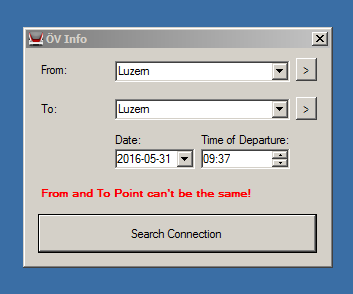 ÖV Info
From: Luzern >
To: Luzern >
Date: Time of Departure:
2016-05-31 09:37
From and To Point can't be the same!
Search Connection